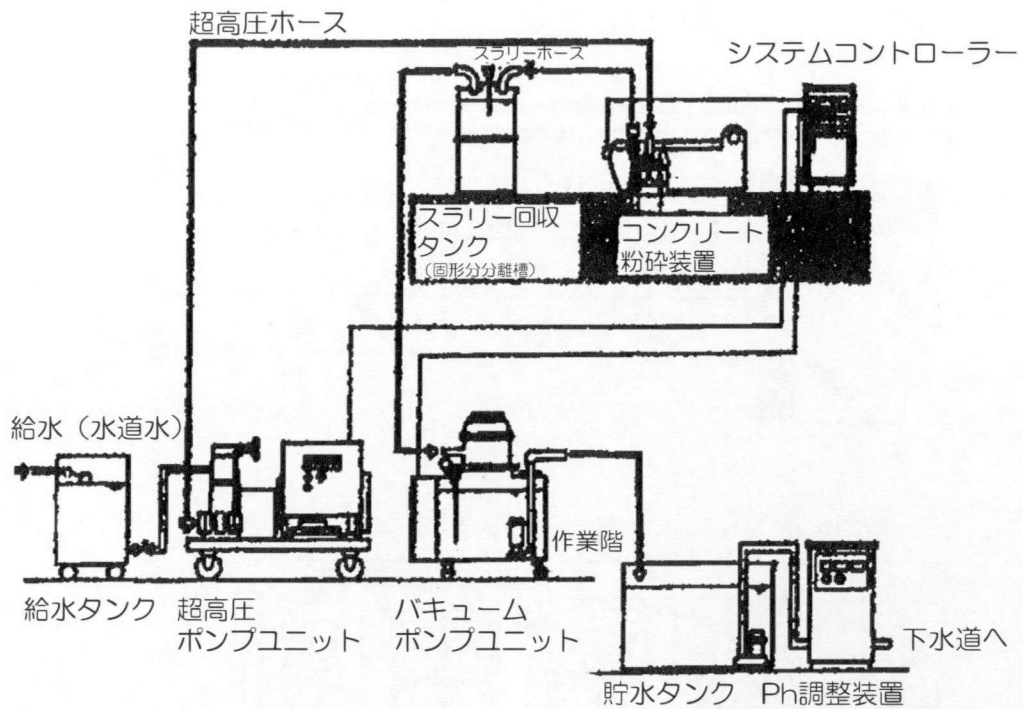 超高圧ホース
スラリーホース
システムコントローラー
スラリー回収
タンク
(固形分分離槽)
コンクリート
粉砕装置
給水(水道水)
作業階
給水タンク
超高圧
ポンプユニット
バキューム
ポンプユニット
下水道へ
貯水タンク
Ph調整装置